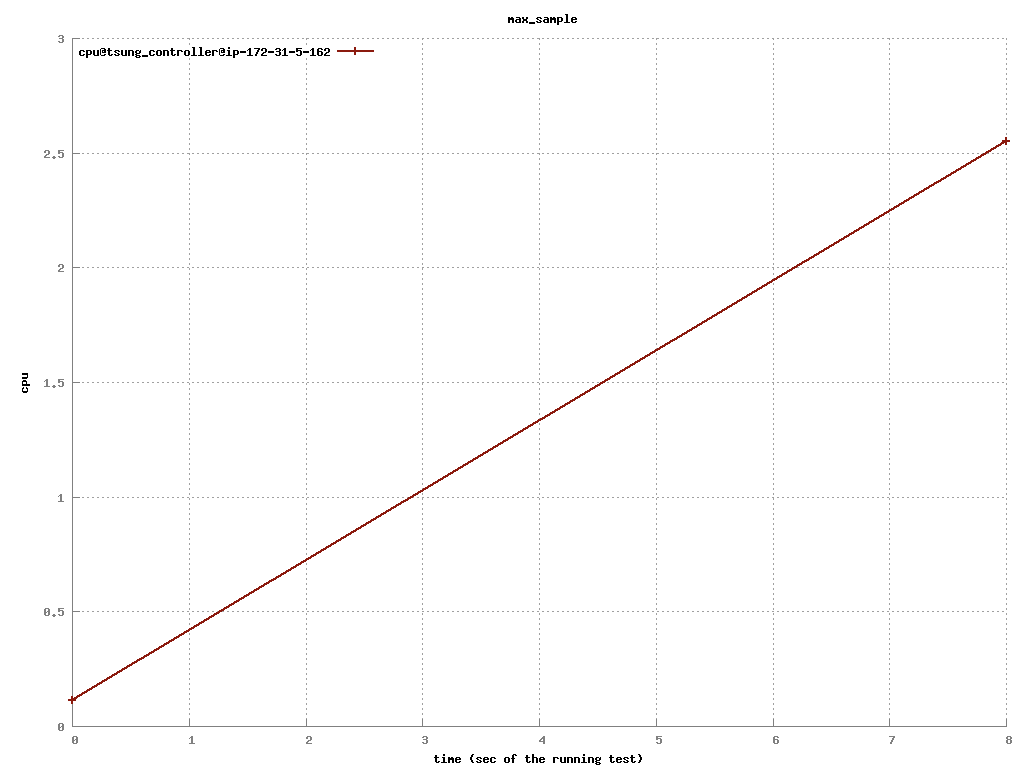 max_sample
cpu@tsung_controller@ip-172-31-5-162
3
2.5
2
1.5
1
0.5
0
cpu
0 1 2 3 4 5 6 7 8
time (sec of the running test)